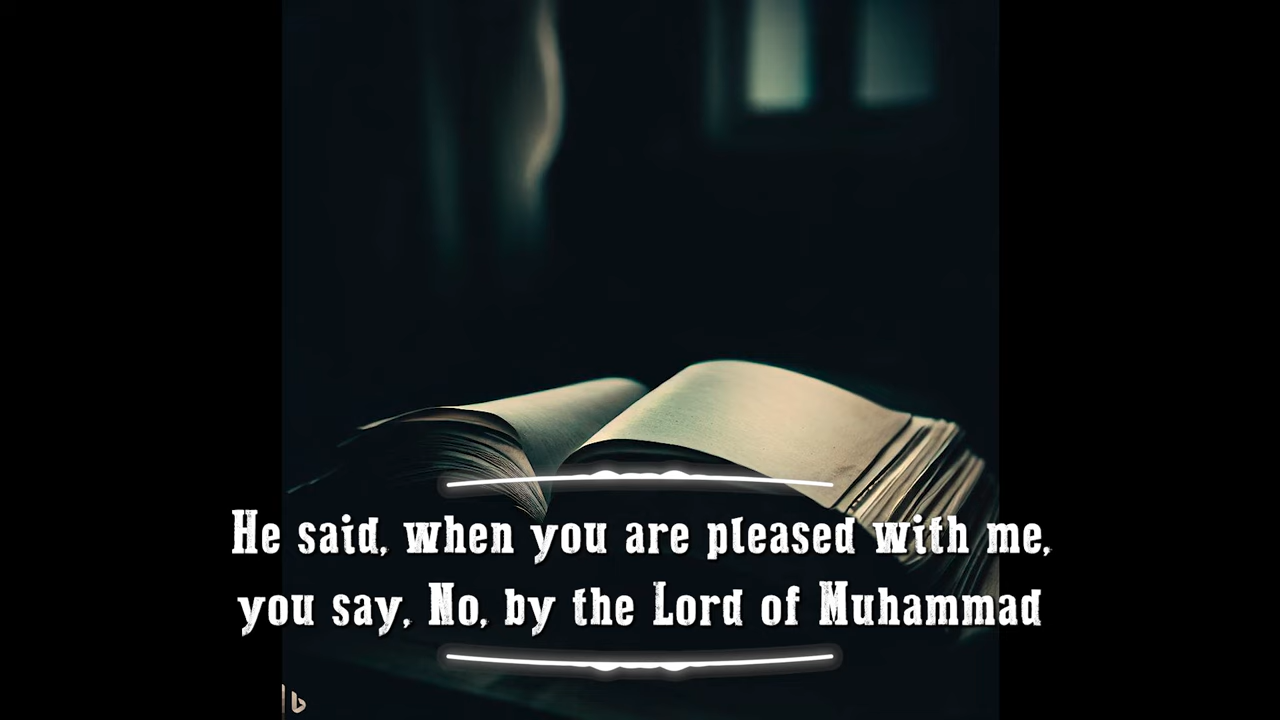 He said, when you are pleased with me,
you say, No, by the Lord of Muhammad